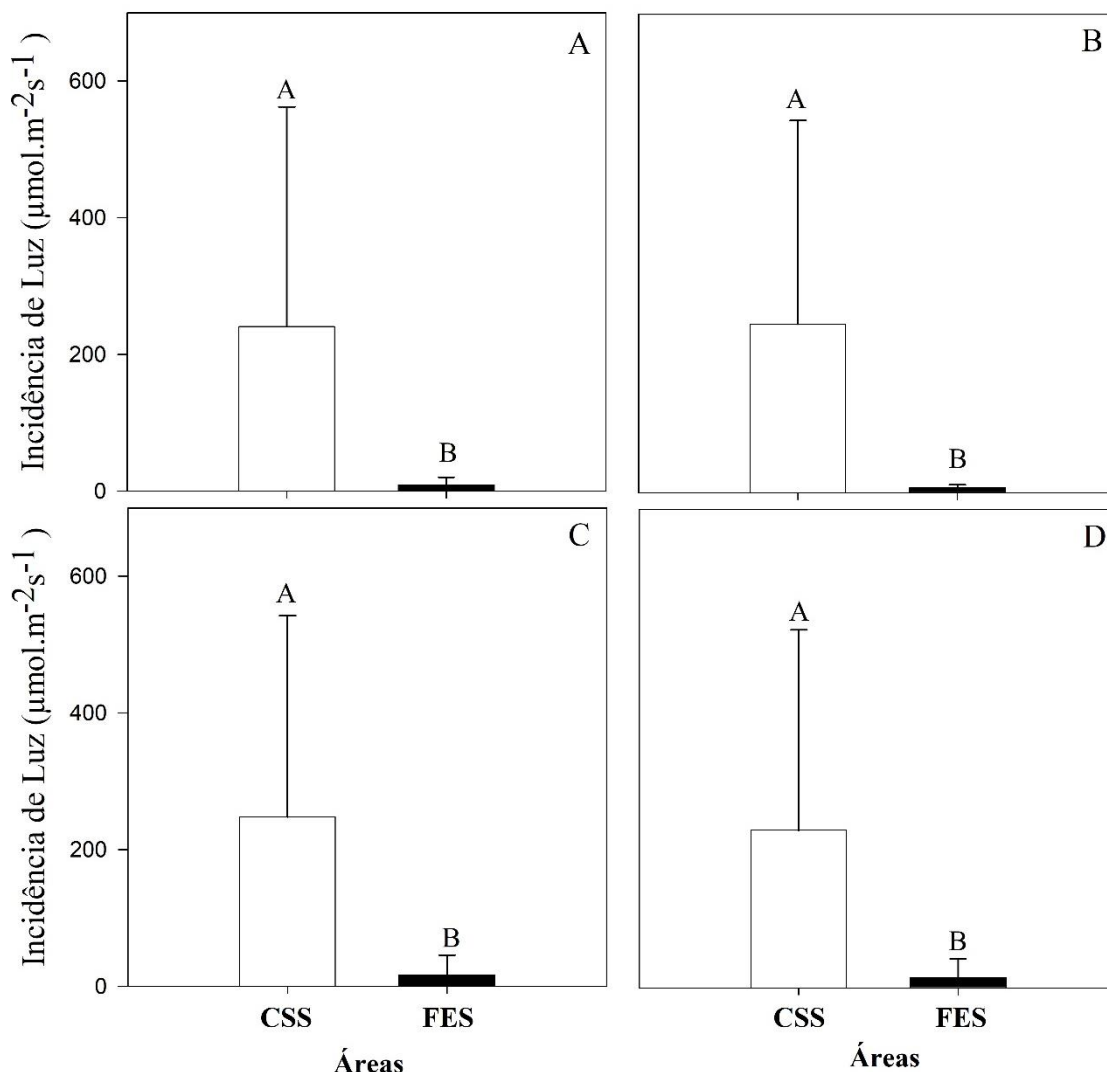 A
Incidência de Luz (µmol.m-2s-1 )
600
400
200
0
A
B
B
A
B
C
Incidência de Luz (µmol.m-2s-1 )
600
400
200
0
A
B
CSS
FES
Áreas
D
A
B
CSS
FES
Áreas